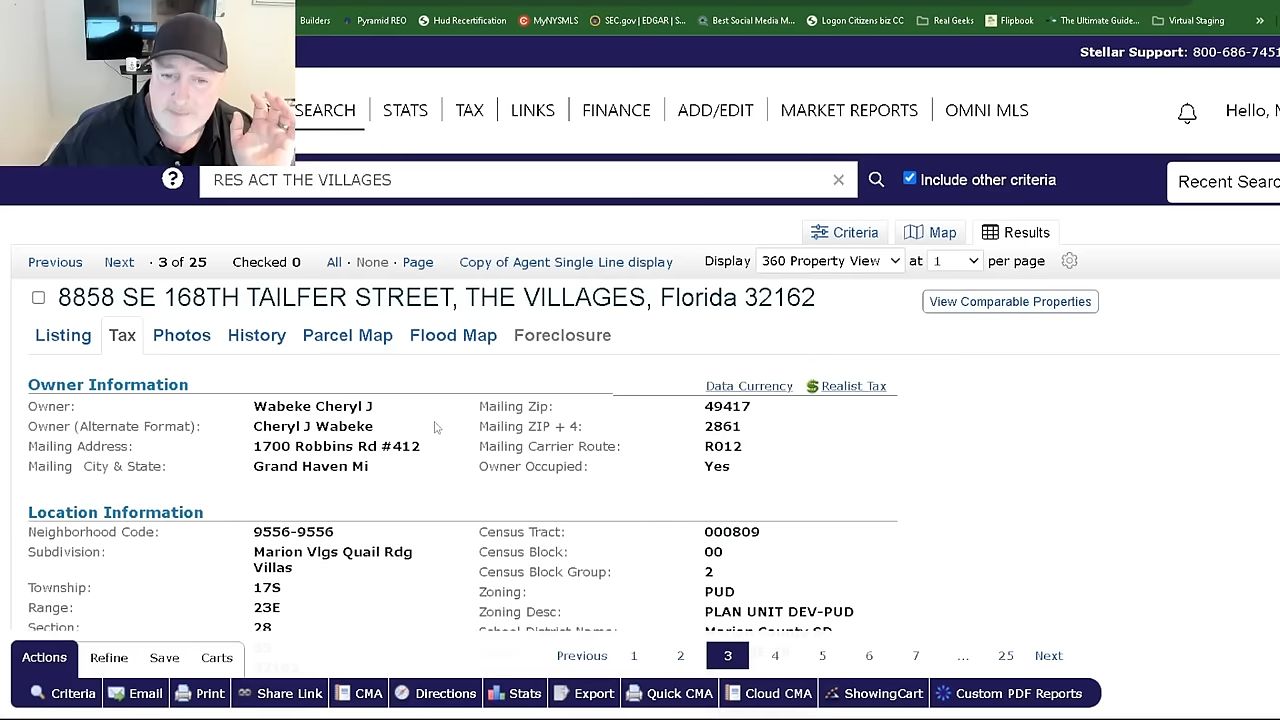 Builders Pyramid REO Hud Recertification MyNYSMLS SEC.gov | EDGAR | S... Best Social Media M... Logons Citizens biz CC Real Geeks Flipbook The Ultimate Guide... Virtual Staging »
Stellar Support: 800-686-7451
SEARCH STATS TAX LINKS FINANCE ADD/EDIT MARKET REPORTS OMNI MLS Hello,
RES ACT THE VILLAGES Include other criteria Recent Searc
Criteria Map Results
Previous Next · 3 of 25 Checked 0 All · None · Page Copy of Agent Single Line display Display 360 Property View at 1 per page
8858 SE 168TH TAILFER STREET, THE VILLAGES, Florida 32162 View Comparable Properties
Listing Tax Photos History Parcel Map Flood Map Foreclosure
Owner Information Data Currency Realist Tax
Owner: Wabeke Cheryl J Mailing Zip: 49417
Owner (Alternate Format): Cheryl J Wabeke Mailing ZIP + 4: 2861
Mailing Address: 1700 Robbins Rd #412 Mailing Carrier Route: R012
Mailing City & State: Grand Haven Mi Owner Occupied: Yes
Location Information
Neighborhood Code: 9556-9556 Census Tract: 000809
Subdivision: Marion Vlgs Quail Rdg Villas Census Block: 00
Census Block Group: 2
Township: 17S Zoning: PUD
Range: 23E Zoning Desc: PLAN UNIT DEV-PUD
Section: 28 School District Name: Marion County SD
Actions Refine Save Carts Previous 1 2 3 4 5 6 7 ... 25 Next
Criteria Email Print Share Link CMA Directions Stats Export Quick CMA Cloud CMA ShowingCart Custom PDF Reports